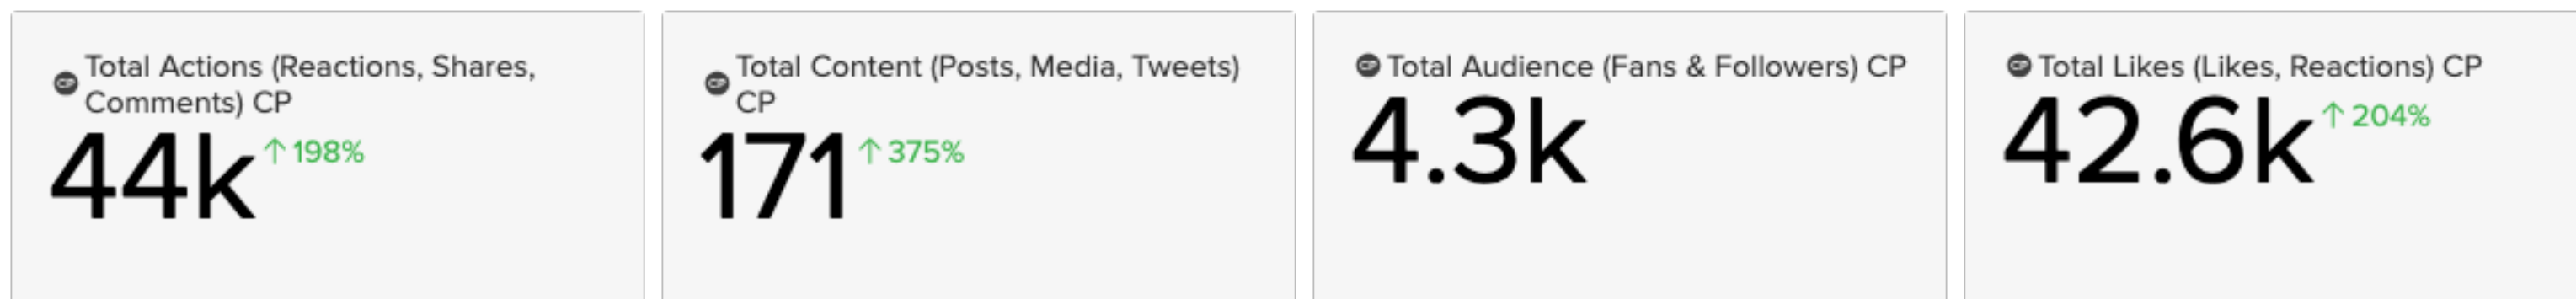 Total Actions (Reactions, Shares,
Comments) CP
44k ↑ 198%
Total Content (Posts, Media, Tweets)
CP
171 ↑ 375%
Total Audience (Fans & Followers) CP
4.3k
Total Likes (Likes, Reactions) CP
42.6k ↑ 204%